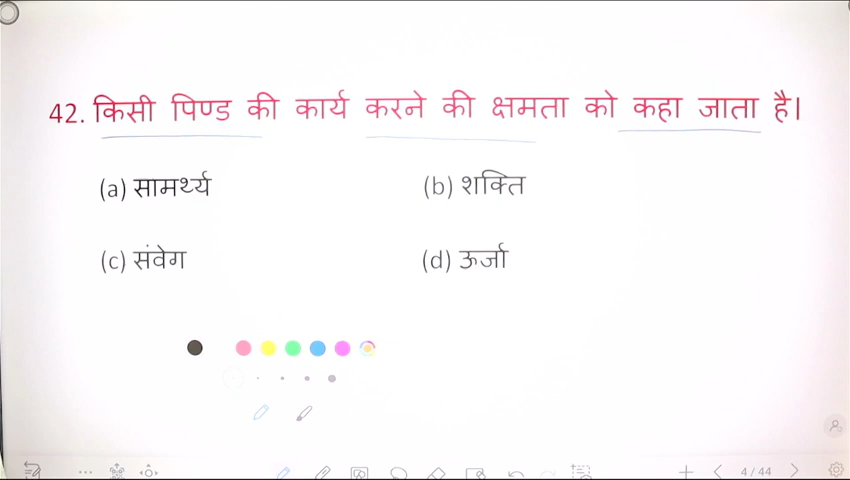 42. किसी पिण्ड की कार्य करने की क्षमता को कहा जाता है।
(a) सामर्थ्य (b) शक्ति
(c) संवेग (d) ऊर्जा
4 / 44